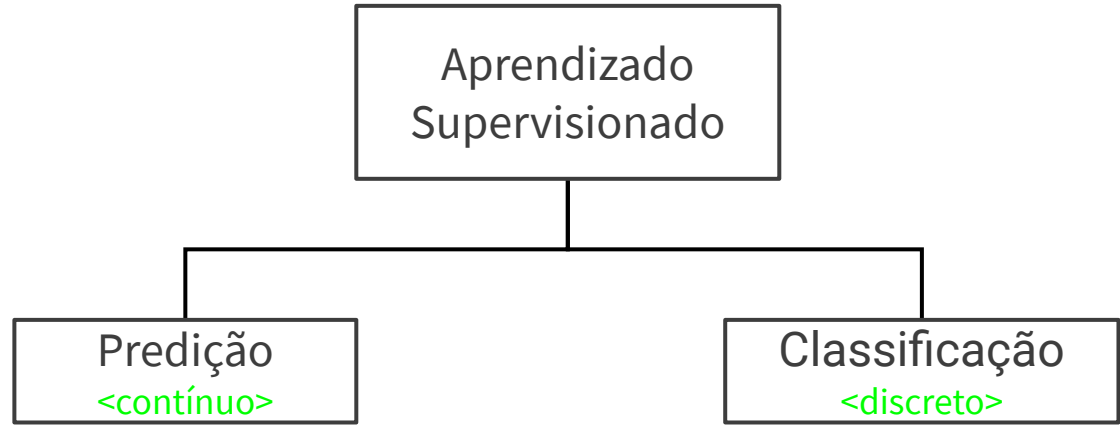 Aprendizado
Supervisionado
Predição
<contínuo>
Classificação
<discreto>